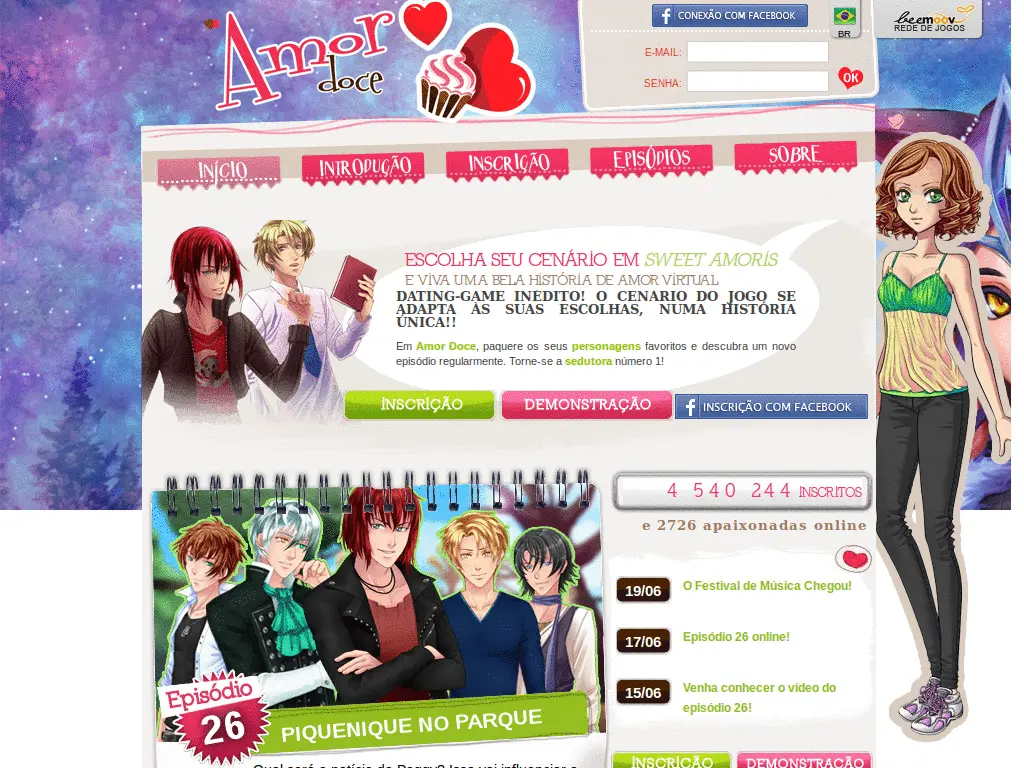 Amor
doce
CONEXÃO COM FACEBOOK
BR
beemoov
REDE DE JOGOS
E-MAIL:
SENHA:
OK
INÍCIO
INTRODUÇÃO
INSCRIÇÃO
EPISÓDIOS
SOBRE
ESCOLHA SEU CENÁRIO EM SWEET AMORIS
E VIVA UMA BELA HISTÓRIA DE AMOR VIRTUAL
DATING-GAME INEDITO! O CENARIO DO JOGO SE
ADAPTA AS SUAS ESCOLHAS, NUMA HISTORIA
ÚNICA!!
Em Amor Doce, paquere os seus personagens favoritos e descubra um novo
episódio regularmente. Torne-se a sedutora número 1!
INSCRIÇÃO
DEMONSTRAÇÃO
INSCRIÇÃO COM FACEBOOK
4 540 244 INSCRITOS
e 2726 apaixonadas online
19/06
O Festival de Música Chegou!
17/06
Episódio 26 online!
15/06
Venha conhecer o vídeo do
episódio 26!
Episódio
26
PIQUENIQUE NO PARQUE
INSCRIÇÃO
DEMONSTRAÇÃO